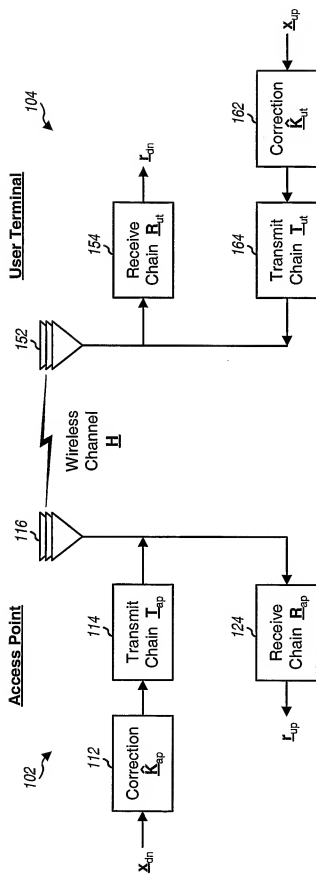 102
Access Point
116
152
User Terminal
104
x_dn
112
Correction
K̂_ap
114
Transmit
Chain T_ap
Wireless
Channel
H
154
Receive
Chain R_ut
r_dn
r_up
124
Receive
Chain R_ap
164
Transmit
Chain T_ut
162
Correction
K̂_ut
x_up